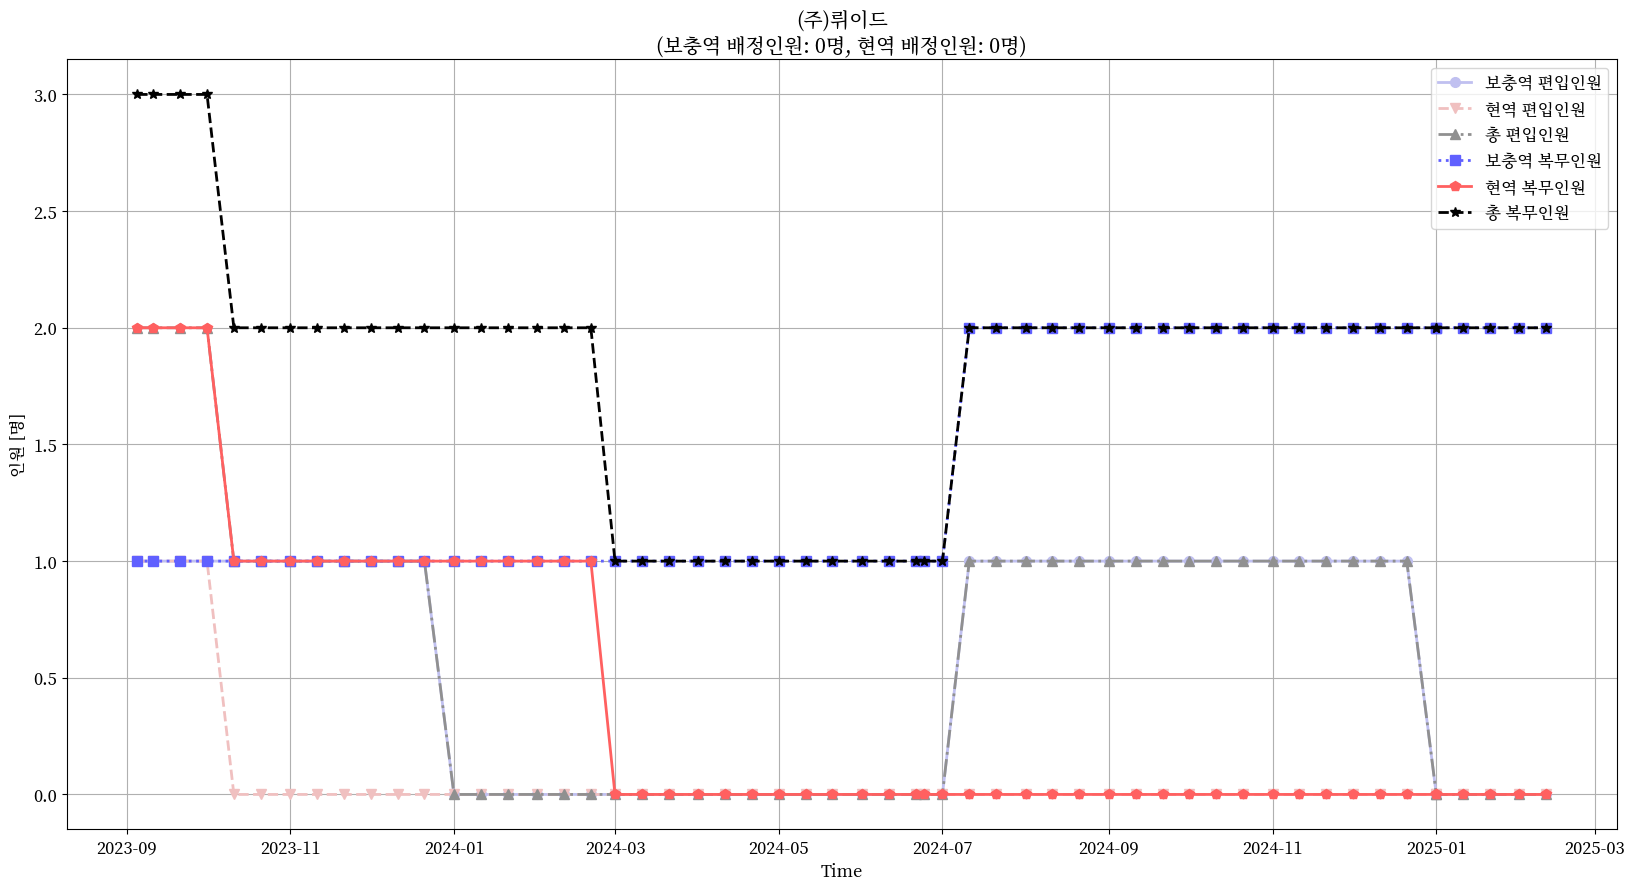 (주)뤼이드
(보충역 배정인원: 0명, 현역 배정인원: 0명)
보충역 편입인원
현역 편입인원
총 편입인원
보충역 복무인원
현역 복무인원
총 복무인원
인원 [명]
3.0
2.5
2.0
1.5
1.0
0.5
0.0
2023-09
2023-11
2024-01
2024-03
2024-05
2024-07
2024-09
2024-11
2025-01
2025-03
Time